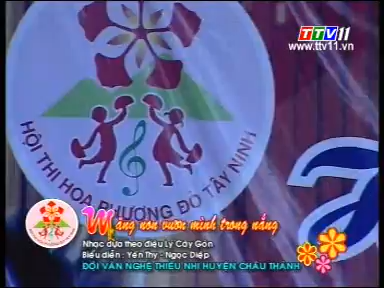 TTV11
www.ttv11.vn
HỘI THI HOA PHƯỢNG ĐỎ TÂY NINH
Măng non vươn mình trong nắng
Nhạc dựa theo điệu Lý Cây Gòn
Biểu diễn : Yến Thy - Ngọc Diệp
ĐỘI VĂN NGHỆ THIẾU NHI HUYỆN CHÂU THÀNH